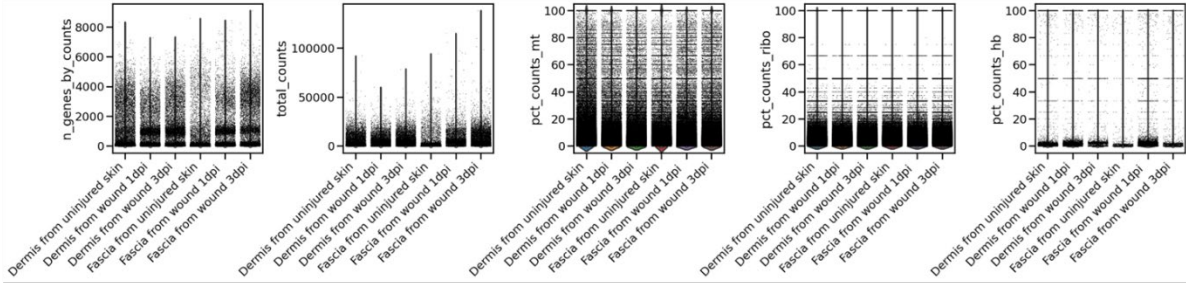 n_genes_by_counts
8000
6000
4000
2000
0
Dermis from uninjured skin
Dermis from wound 1dpi
Dermis from wound 3dpi
Fascia from uninjured skin
Fascia from wound 1dpi
Fascia from wound 3dpi
total_counts
100000
50000
0
Dermis from uninjured skin
Dermis from wound 1dpi
Dermis from wound 3dpi
Fascia from uninjured skin
Fascia from wound 1dpi
Fascia from wound 3dpi
pct_counts_mt
100
80
60
40
20
0
Dermis from uninjured skin
Dermis from wound 1dpi
Dermis from wound 3dpi
Fascia from uninjured skin
Fascia from wound 1dpi
Fascia from wound 3dpi
pct_counts_ribo
100
80
60
40
20
0
Dermis from uninjured skin
Dermis from wound 1dpi
Dermis from wound 3dpi
Fascia from uninjured skin
Fascia from wound 1dpi
Fascia from wound 3dpi
pct_counts_hb
100
80
60
40
20
0
Dermis from uninjured skin
Dermis from wound 1dpi
Dermis from wound 3dpi
Fascia from uninjured skin
Fascia from wound 1dpi
Fascia from wound 3dpi